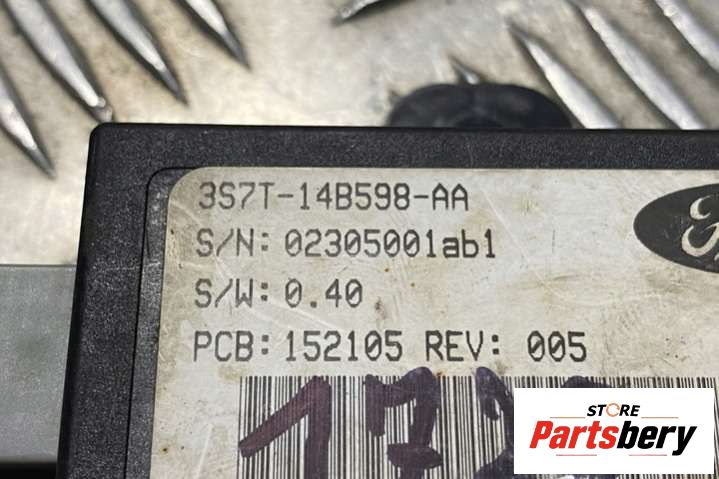 3S7T-14B598-AA
S/N: 02305001ab1
S/W: 0.40
PCB: 152105 REV: 005
STORE
Partsbery